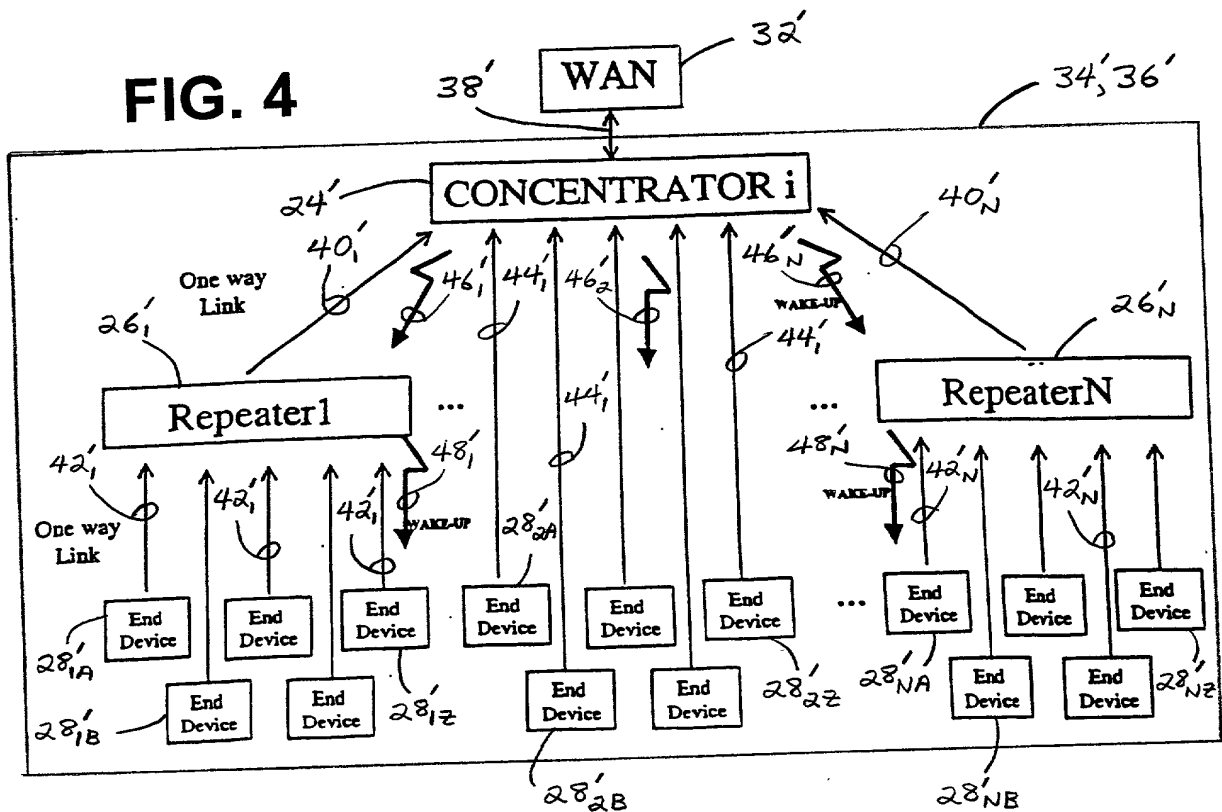 FIG. 4
WAN
32'
38'
34', 36'
24'
CONCENTRATOR i
40'N
40'1
One way
Link
46'1
44'1
46'2
46'N
WAKE-UP
44'1
26'1
26'N
Repeater1
...
44'1
...
RepeaterN
42'1
42'1
42'1
48'1
WAKE-UP
48'N
WAKE-UP
42'N
42'N
One way
Link
28'2A
End
Device
End
Device
End
Device
End
Device
End
Device
End
Device
...
End
Device
End
Device
End
Device
28'1A
End
Device
End
Device
28'1Z
End
Device
End
Device
28'2Z
28'NA
End
Device
End
Device
28'NZ
28'1B
28'2B
28'NB